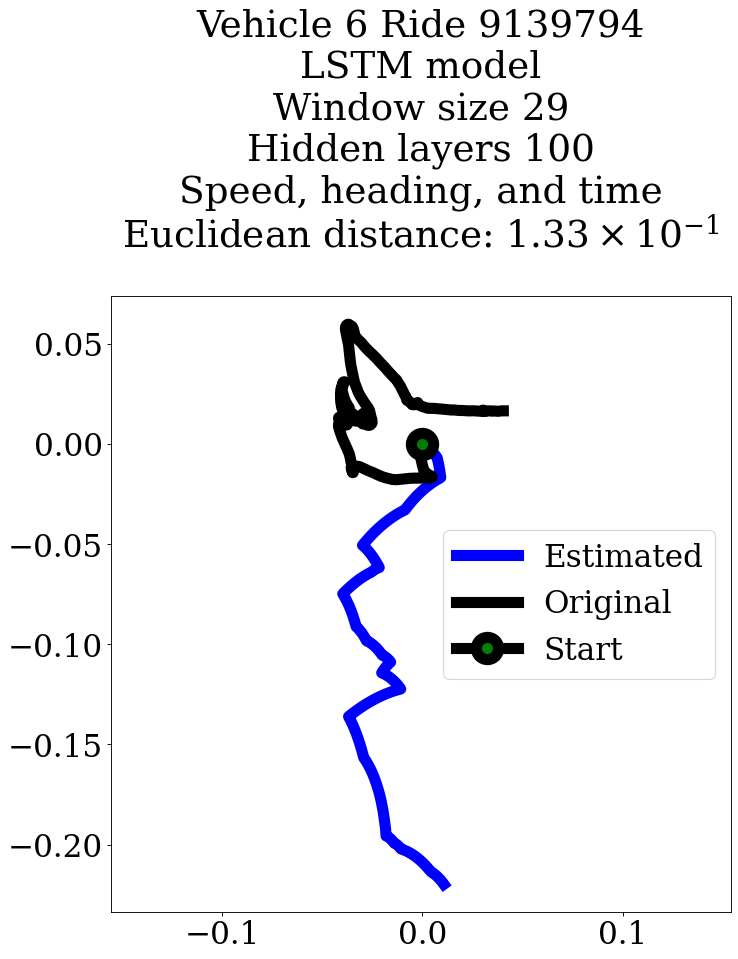 Vehicle 6 Ride 9139794
LSTM model
Window size 29
Hidden layers 100
Speed, heading, and time
Euclidean distance: 1.33 × 10⁻¹
0.05
0.00
−0.05
−0.10
−0.15
−0.20
Estimated
Original
Start
−0.1 0.0 0.1